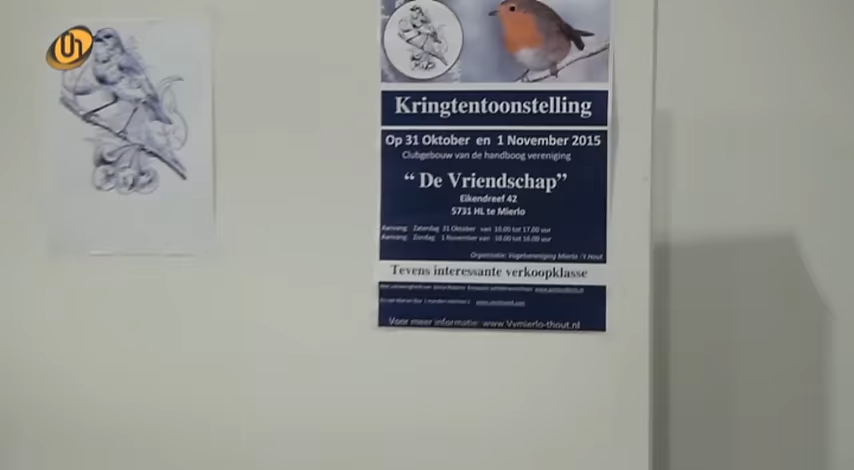 Kringtentoonstelling
Op 31 Oktober en 1 November 2015
Clubgebouw van de handboog vereniging
“ De Vriendschap”
Eikendreef 42
5731 HL te Mierlo
Aanvang: Zaterdag 31 Oktober van 10.00 tot 17.00 uur
Aanvang: Zondag 1 November van 10.00 tot 16.00 uur
Organisatie: Vogelvereniging Mierlo -'t Hout
Tevens interessante verkoopklasse
Voor meer informatie: www.Vvmierlo-thout.nl